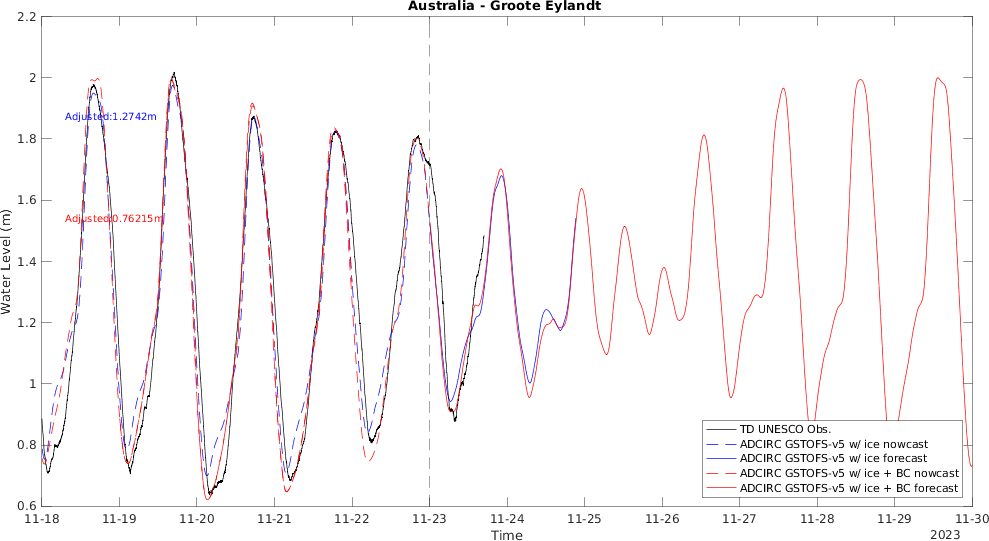 Australia - Groote Eylandt
2.2
2
1.8
1.6
1.4
1.2
1
0.8
0.6
Water Level (m)
Adjusted:1.2742m
Adjusted:0.76215m
TD UNESCO Obs.
ADCIRC GSTOFS-v5 w/ ice nowcast
ADCIRC GSTOFS-v5 w/ ice forecast
ADCIRC GSTOFS-v5 w/ ice + BC nowcast
ADCIRC GSTOFS-v5 w/ ice + BC forecast
11-18 11-19 11-20 11-21 11-22 11-23 11-24 11-25 11-26 11-27 11-28 11-29 11-30
Time
2023